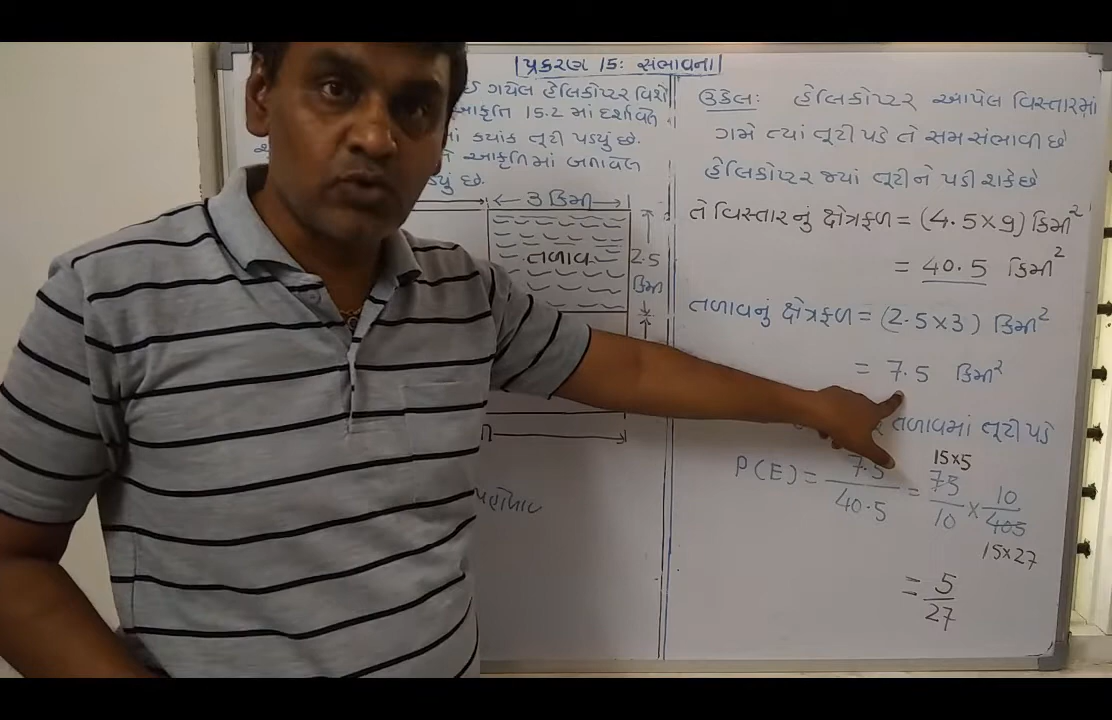 પ્રકરણ 15: સંભાવના
ગયેલ હેલિકોપ્ટર વિશે
આકૃતિ 15.2 માં દર્શાવેલ
ક્યાંક તૂટી પડ્યું છે.
આકૃતિમાં બતાવેલ
છે.
3 કિમી
તળાવ
2.5
કિમી
ઉકેલ: હેલિકોપ્ટર આપેલ વિસ્તારમાં
ગમે ત્યાં તૂટી પડે તે સમસંભાવી છે
હેલિકોપ્ટર જ્યાં તૂટીને પડી શકે છે
તે વિસ્તારનું ક્ષેત્રફળ = (4.5×9) કિમી²
= 40.5 કિમી²
તળાવનું ક્ષેત્રફળ = (2.5×3) કિમી²
= 7.5 કિમી²
તળાવમાં તૂટી પડે
15×5
P(E) = 7.5/40.5 = 75/10 × 10/405
15×27
= 5/27